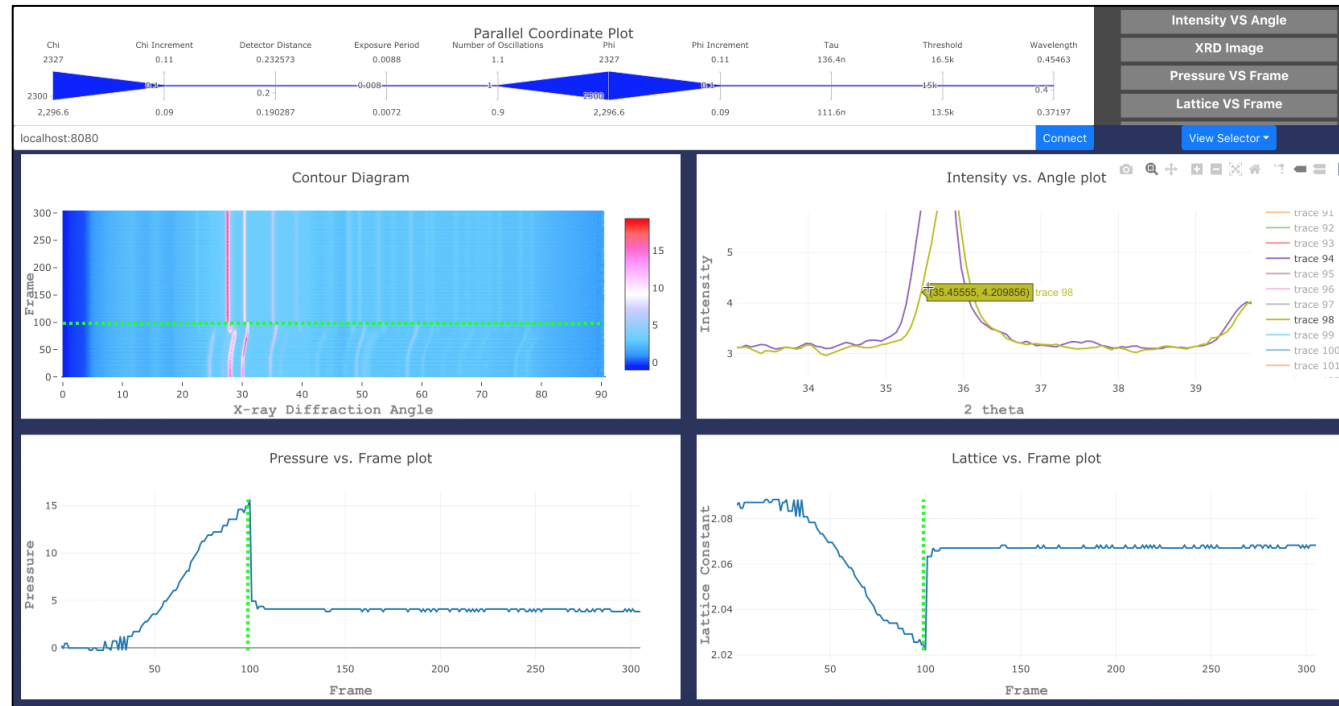 Parallel Coordinate Plot
Chi Chi Increment Detector Distance Exposure Period Number of Oscillations Phi Phi Increment Tau Threshold Wavelength
2327 0.11 0.232573 0.0088 1.1 2327 0.11 136.4n 16.5k 0.45463
2300 0.1 0.2 0.008 1 2300 0.1 15k 0.4
2,296.6 0.09 0.190287 0.0072 0.9 2,296.6 0.09 111.6n 13.5k 0.37197
Intensity VS Angle
XRD Image
Pressure VS Frame
Lattice VS Frame
localhost:8080 Connect View Selector
Contour Diagram
Frame
300
250
200
150
100
50
0
0 10 20 30 40 50 60 70 80 90
X-ray Diffraction Angle
15
10
5
0
Intensity vs. Angle plot
Intensity
5
4
3
(35.45555, 4.209856) trace 98
34 35 36 37 38 39
2 theta
trace 91
trace 92
trace 93
trace 94
trace 95
trace 96
trace 97
trace 98
trace 99
trace 100
trace 101
Pressure vs. Frame plot
Pressure
15
10
5
0
50 100 150 200 250 300
Frame
Lattice vs. Frame plot
Lattice Constant
2.08
2.06
2.04
2.02
50 100 150 200 250 300
Frame